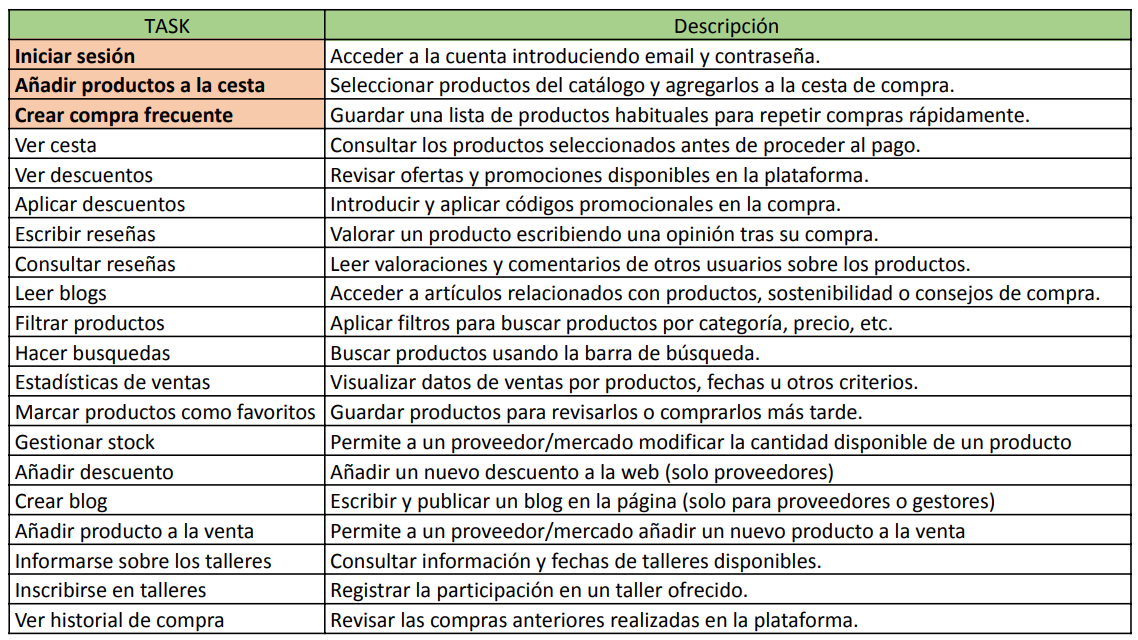 TASK Descripción
Iniciar sesión Acceder a la cuenta introduciendo email y contraseña.
Añadir productos a la cesta Seleccionar productos del catálogo y agregarlos a la cesta de compra.
Crear compra frecuente Guardar una lista de productos habituales para repetir compras rápidamente.
Ver cesta Consultar los productos seleccionados antes de proceder al pago.
Ver descuentos Revisar ofertas y promociones disponibles en la plataforma.
Aplicar descuentos Introducir y aplicar códigos promocionales en la compra.
Escribir reseñas Valorar un producto escribiendo una opinión tras su compra.
Consultar reseñas Leer valoraciones y comentarios de otros usuarios sobre los productos.
Leer blogs Acceder a artículos relacionados con productos, sostenibilidad o consejos de compra.
Filtrar productos Aplicar filtros para buscar productos por categoría, precio, etc.
Hacer busquedas Buscar productos usando la barra de búsqueda.
Estadísticas de ventas Visualizar datos de ventas por productos, fechas u otros criterios.
Marcar productos como favoritos Guardar productos para revisarlos o comprarlos más tarde.
Gestionar stock Permite a un proveedor/mercado modificar la cantidad disponible de un producto
Añadir descuento Añadir un nuevo descuento a la web (solo proveedores)
Crear blog Escribir y publicar un blog en la página (solo para proveedores o gestores)
Añadir producto a la venta Permite a un proveedor/mercado añadir un nuevo producto a la venta
Informarse sobre los talleres Consultar información y fechas de talleres disponibles.
Inscribirse en talleres Registrar la participación en un taller ofrecido.
Ver historial de compra Revisar las compras anteriores realizadas en la plataforma.